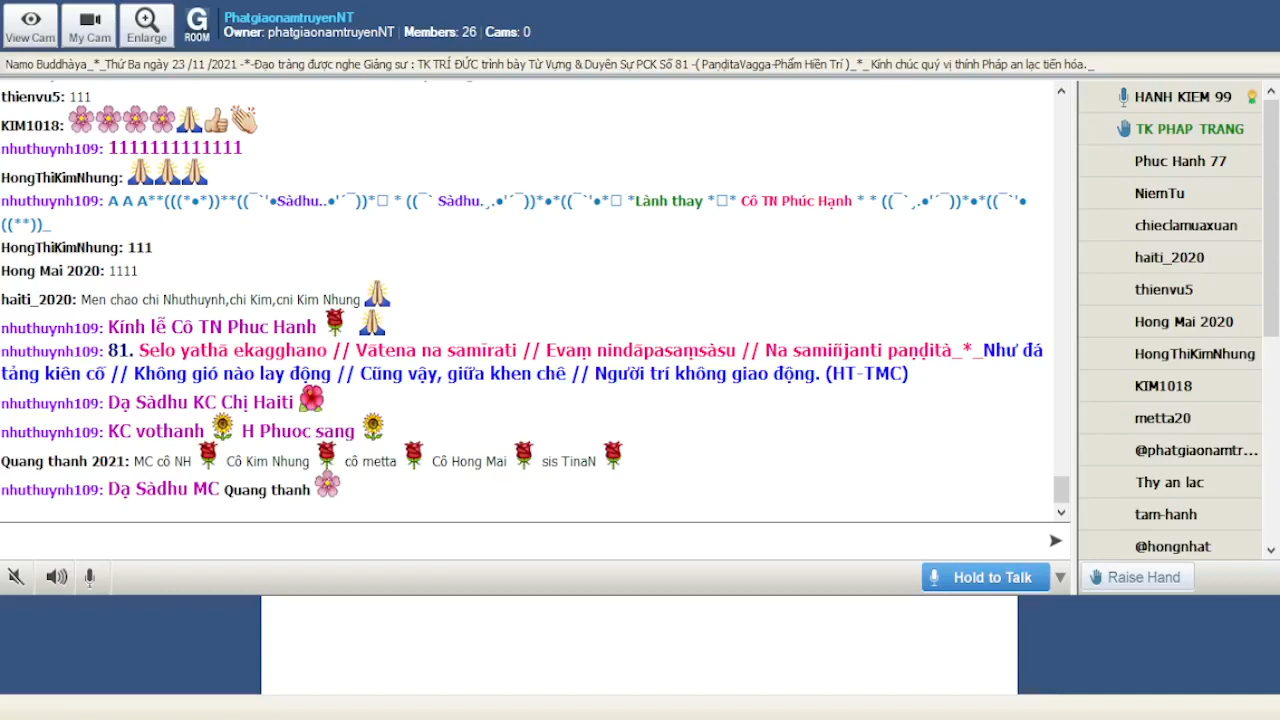 View Cam
My Cam
Enlarge
G
ROOM
PhatgiaonamtruyenNT
Owner: phatgiaonamtruyenNT | Members: 26 | Cams: 0
Namo Buddhàya_*_Thứ Ba ngày 23 /11 /2021 -*-Đạo tràng được nghe Giảng sư : TK TRÍ ĐỨC trình bày Từ Vựng & Duyên Sự PCK Số 81 -( PaṇḍitaVagga-Phẩm Hiền Trí )_*_ Kính chúc quý vị thính Pháp an lạc tiến hóa._
thienvu5: 111
KIM1018:
nhuthuynh109: 1111111111111
HongThiKimNhung:
nhuthuynh109: A A A**(((*•*))**((¯`'•Sàdhu..•'´¯))*□ * ((¯` Sàdhu.¸.•'´¯))*•*((¯`'•*□ *Lành thay *□* Cô TN Phúc Hạnh * * ((¯`¸.•'´¯))*•*((¯`'•
((**))_
HongThiKimNhung: 111
Hong Mai 2020: 1111
haiti_2020: Men chao chi Nhuthuynh,chi Kim,cni Kim Nhung
nhuthuynh109: Kính lễ Cô TN Phuc Hanh
nhuthuynh109: 81. Selo yathā ekagghano // Vātena na samīrati // Evaṃ nindāpasaṃsàsu // Na samiñjanti paṇḍità_*_Như đá
tảng kiên cố // Không gió nào lay động // Cũng vậy, giữa khen chê // Người trí không giao động. (HT-TMC)
nhuthuynh109: Dạ Sàdhu KC Chị Haiti
nhuthuynh109: KC vothanh H Phuoc sang
Quang thanh 2021: MC cô NH Cô Kim Nhung cô metta Cô Hong Mai sis TinaN
nhuthuynh109: Dạ Sàdhu MC Quang thanh
Hold to Talk
HANH KIEM 99
TK PHAP TRANG
Phuc Hanh 77
NiemTu
chieclamuaxuan
haiti_2020
thienvu5
Hong Mai 2020
HongThiKimNhung
KIM1018
metta20
@phatgiaonamtr...
Thy an lac
tam-hanh
@hongnhat
Raise Hand